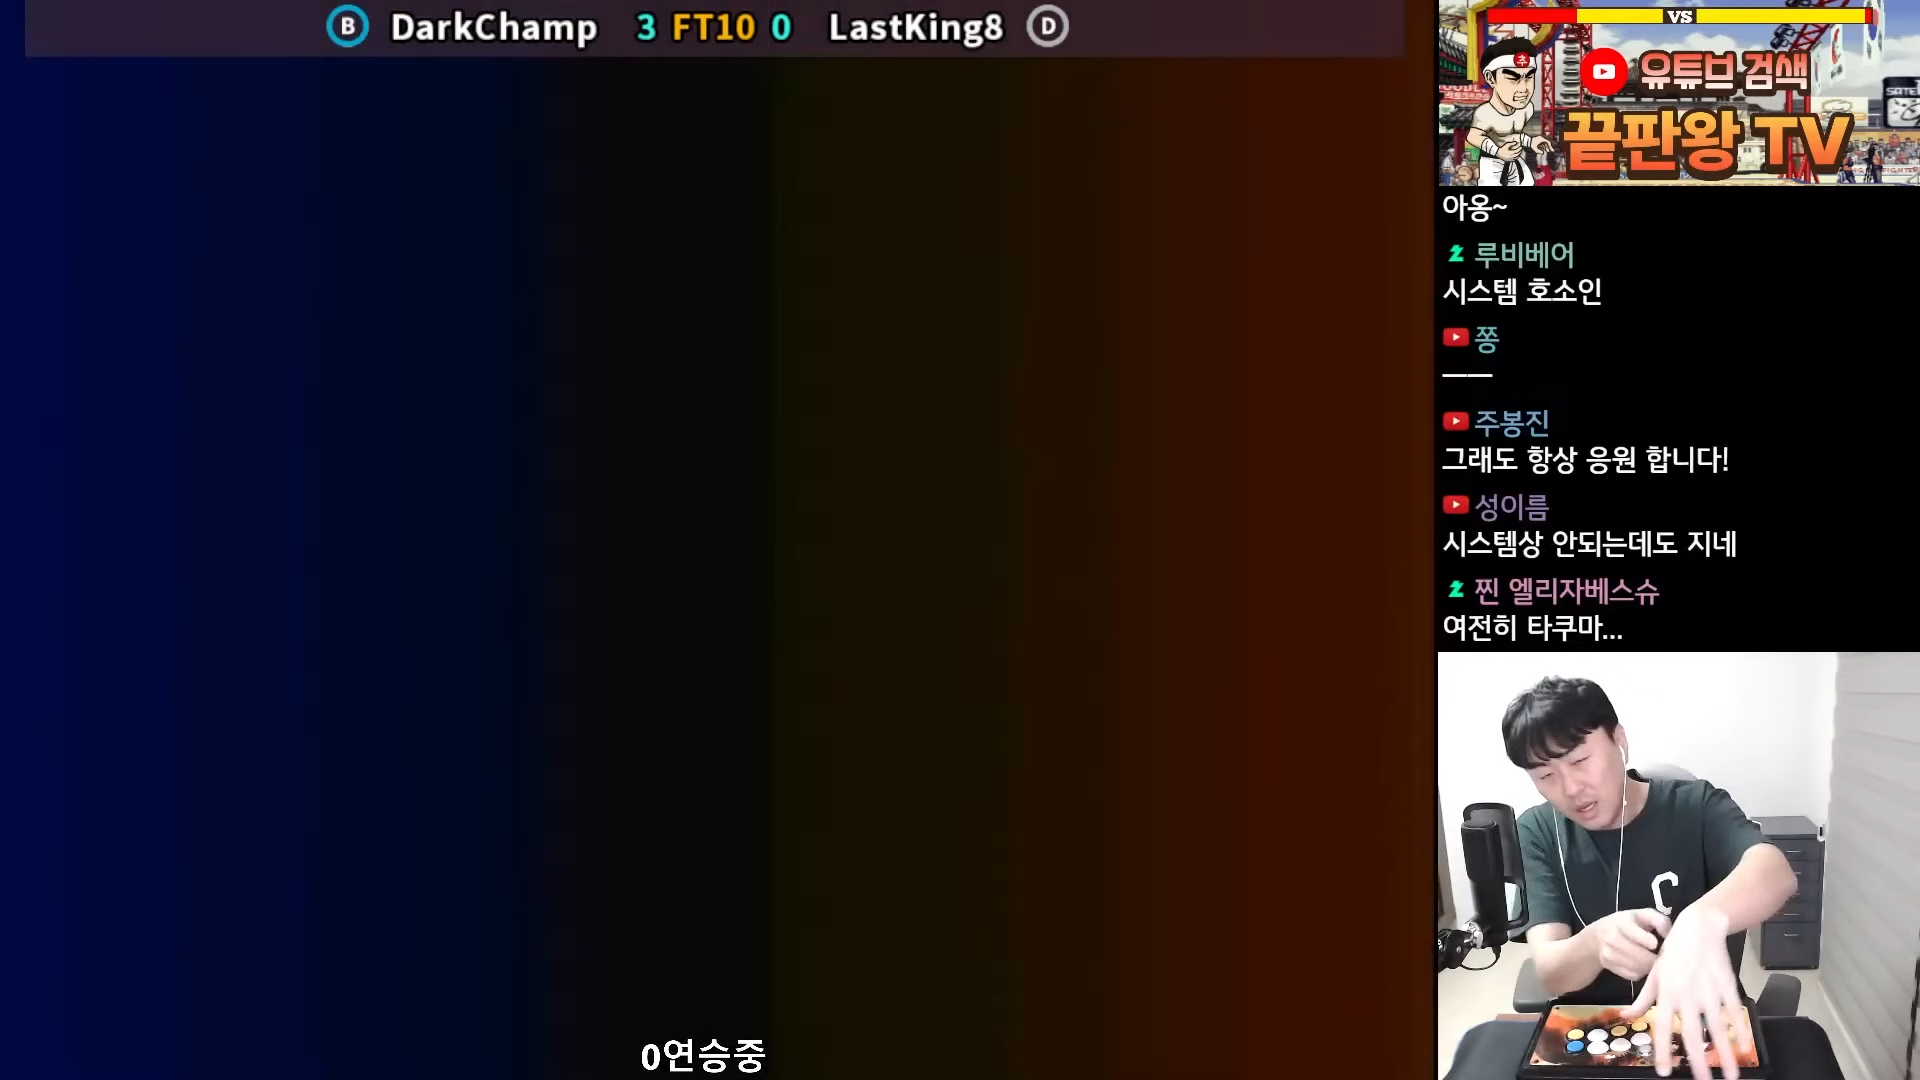 B DarkChamp 3 FT10 0 LastKing8 D
VS
유튜브 검색
끝판왕 TV
아옹~
루비베어
시스템 호소인
쫑
ㅡㅡ
주봉진
그래도 항상 응원 합니다!
성이름
시스템상 안되는데도 지네
찐 엘리자베스슈
여전히 타쿠마...
C
0연승중